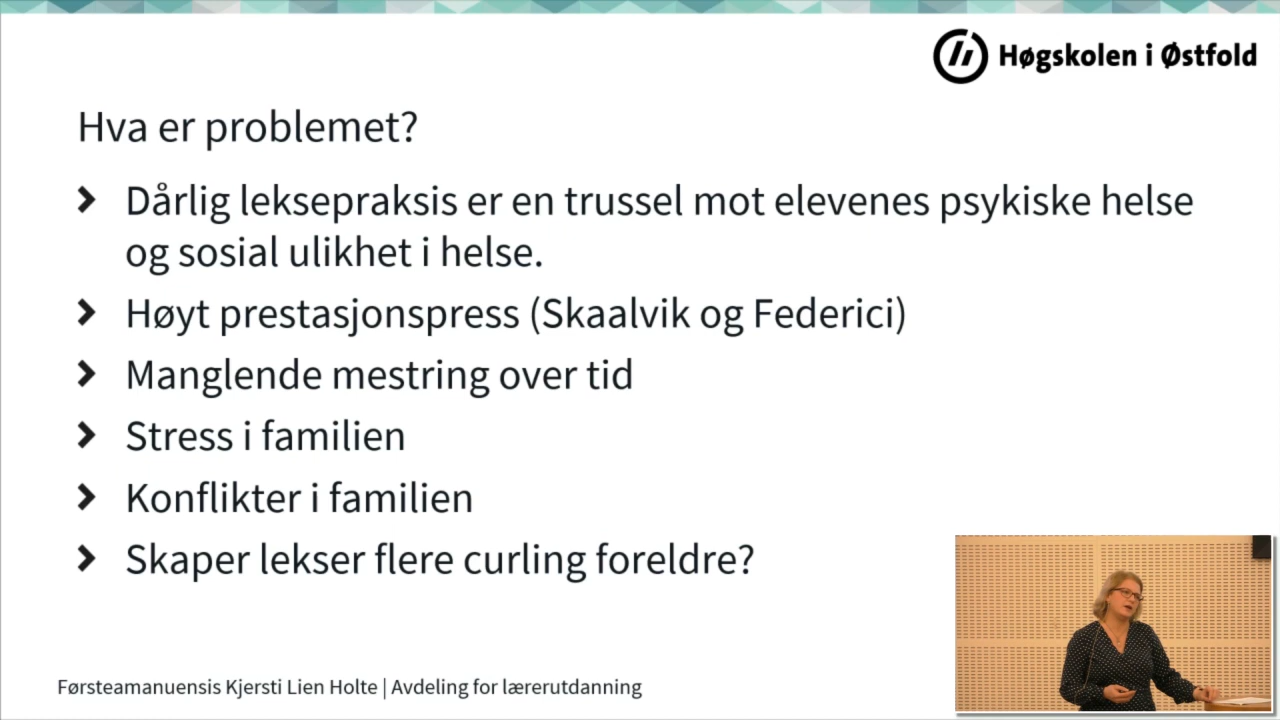 Høgskolen i Østfold
Hva er problemet?
Dårlig leksepraksis er en trussel mot elevenes psykiske helse
og sosial ulikhet i helse.
Høyt prestasjonspress (Skaalvik og Federici)
Manglende mestring over tid
Stress i familien
Konflikter i familien
Skaper lekser flere curling foreldre?
Førsteamanuensis Kjersti Lien Holte | Avdeling for lærerutdanning